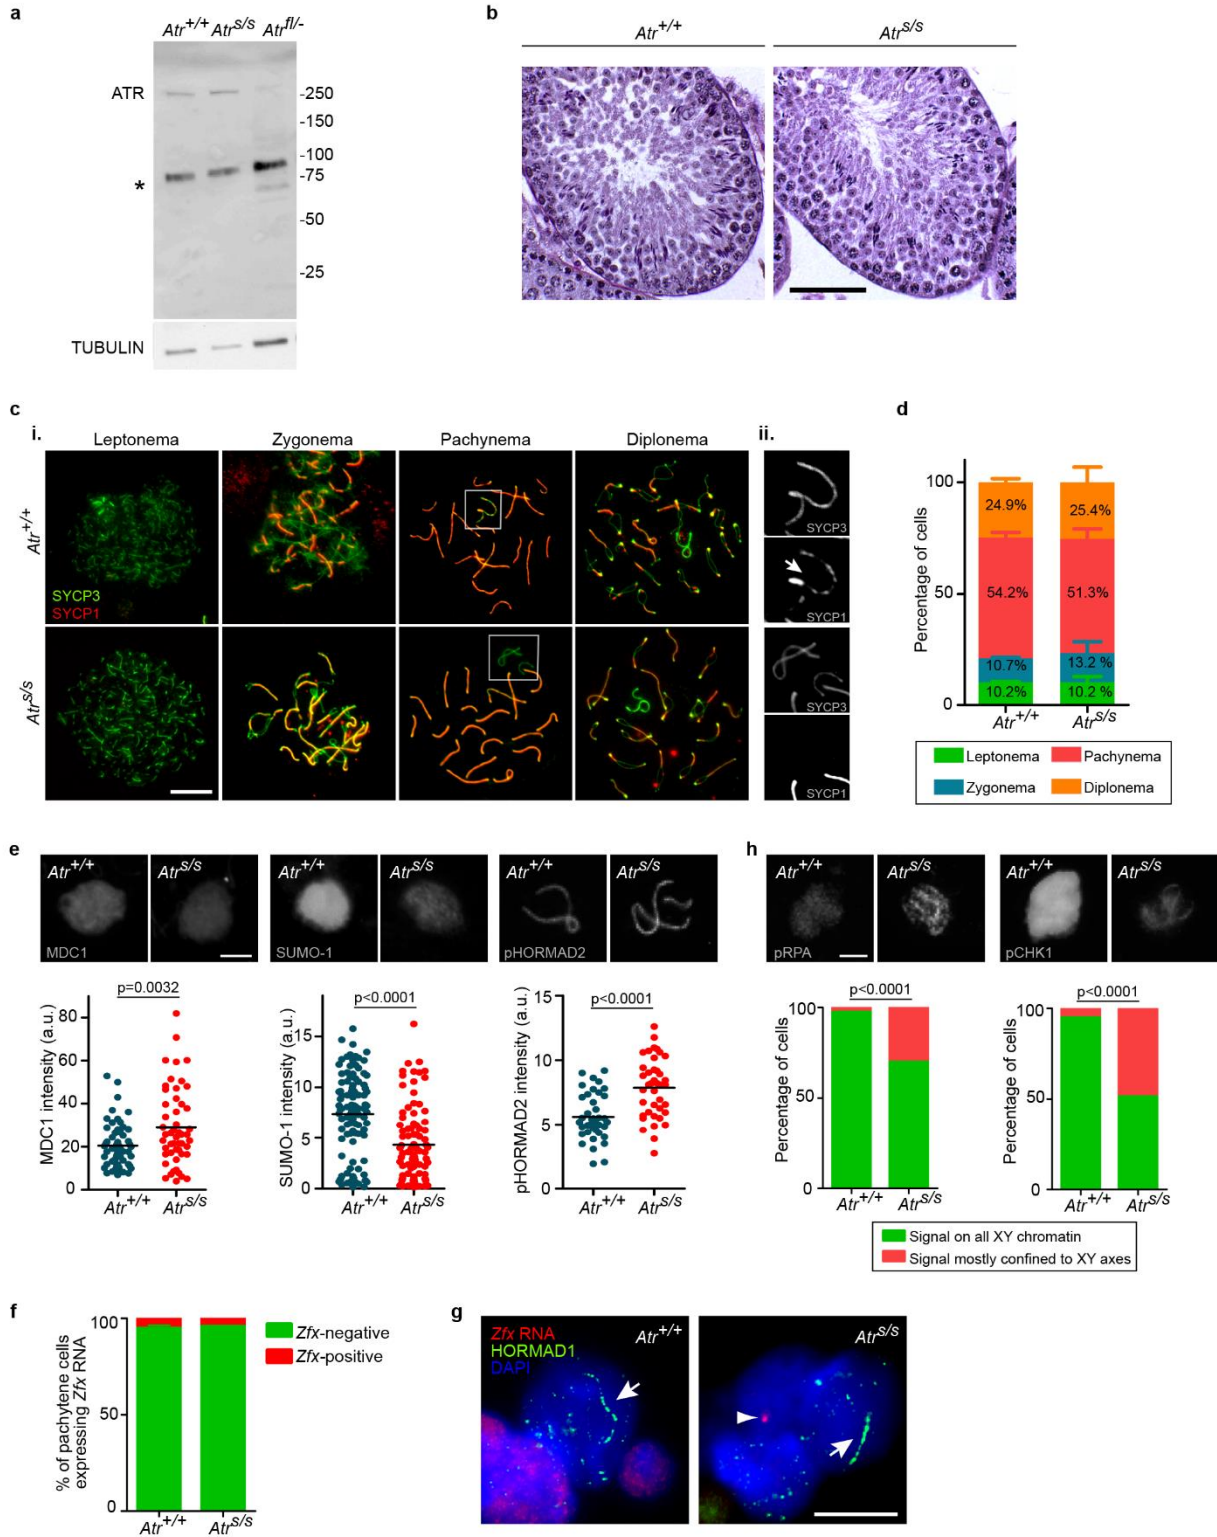 a
Atr+/+ Atrs/s Atrfl/-
ATR
*
-250
-150
-100
-75
-50
-25
TUBULIN
b
Atr+/+
Atrs/s
c
i.
Leptonema
Zygonema
Pachynema
Diplonema
ii.
Atr+/+
SYCP3
SYCP1
Atrs/s
SYCP3
SYCP1
SYCP3
SYCP1
d
Percentage of cells
100
50
0
24.9%
54.2%
10.7%
10.2%
25.4%
51.3%
13.2 %
10.2 %
Atr+/+
Atrs/s
Leptonema
Pachynema
Zygonema
Diplonema
e
Atr+/+
Atrs/s
MDC1
Atr+/+
Atrs/s
SUMO-1
Atr+/+
Atrs/s
pHORMAD2
p=0.0032
MDC1 intensity (a.u.)
80
60
40
20
0
Atr+/+
Atrs/s
p<0.0001
SUMO-1 intensity (a.u.)
15
10
5
0
Atr+/+
Atrs/s
p<0.0001
pHORMAD2 intensity (a.u.)
15
10
5
0
Atr+/+
Atrs/s
h
Atr+/+
Atrs/s
pRPA
Atr+/+
Atrs/s
pCHK1
p<0.0001
Percentage of cells
100
50
0
Atr+/+
Atrs/s
p<0.0001
Percentage of cells
100
50
0
Atr+/+
Atrs/s
Signal on all XY chromatin
Signal mostly confined to XY axes
f
% of pachytene cells
expressing Zfx RNA
100
50
0
Atr+/+
Atrs/s
Zfx-negative
Zfx-positive
g
Zfx RNA
HORMAD1
DAPI
Atr+/+
Atrs/s